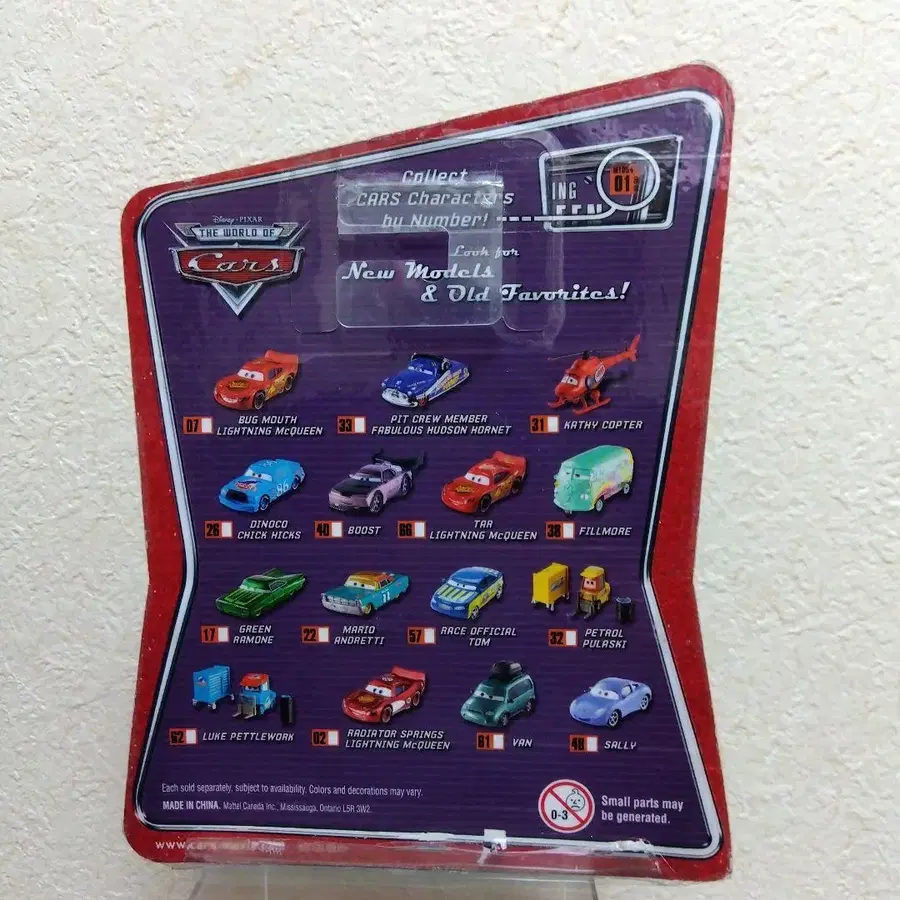 Collect
CARS Characters
by Number!
ING
01
Disney · PIXAR
THE WORLD OF
Cars
Look for
New Models
& Old Favorites!
07 BUG MOUTH
LIGHTNING McQUEEN
33 PIT CREW MEMBER
FABULOUS HUDSON HORNET
31 KATHY COPTER
26 DINOCO
CHICK HICKS
40 BOOST
66 TAR
LIGHTNING McQUEEN
38 FILLMORE
17 GREEN
RAMONE
22 MARIO
ANDRETTI
57 RACE OFFICIAL
TOM
32 PETROL
PULASKI
62 LUKE PETTLEWORK
02 RADIATOR SPRINGS
LIGHTNING McQUEEN
61 VAN
48 SALLY
Each sold separately, subject to availability. Colors and decorations may vary.
MADE IN CHINA. Mattel Canada Inc., Mississauga, Ontario L5R 3W2.
0-3
Small parts may
be generated.